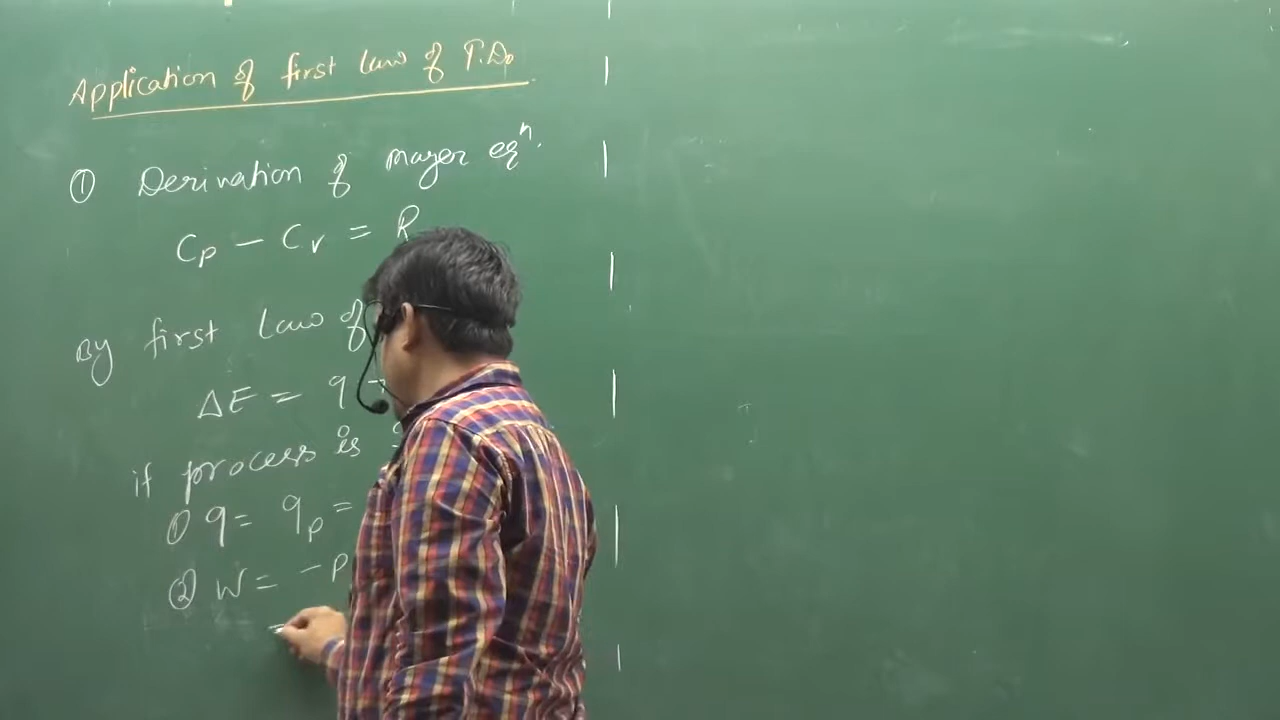 Application of first law of T.D.
① Derivation of mayer eqⁿ.
Cp - Cv = R
By first law of
ΔE = q +
if process is
① q = qp =
② W = -P
=